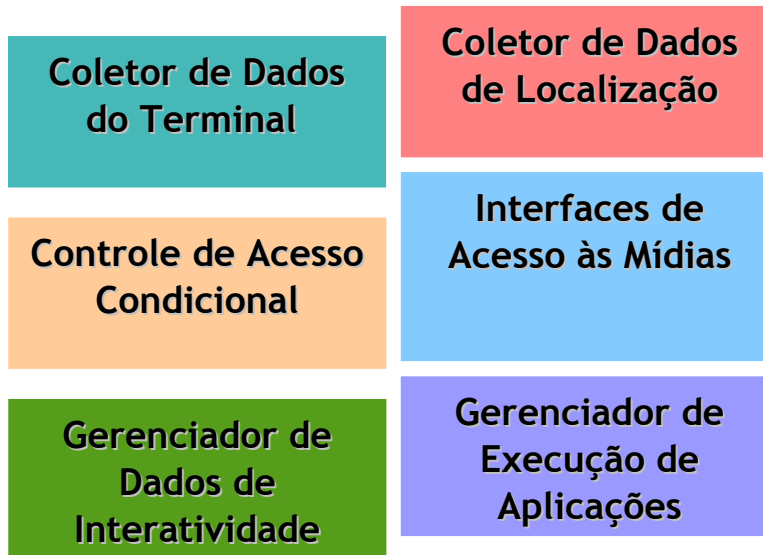 Coletor de Dados
do Terminal
Coletor de Dados
de Localização
Controle de Acesso
Condicional
Interfaces de
Acesso às Mídias
Gerenciador de
Dados de
Interatividade
Gerenciador de
Execução de
Aplicações